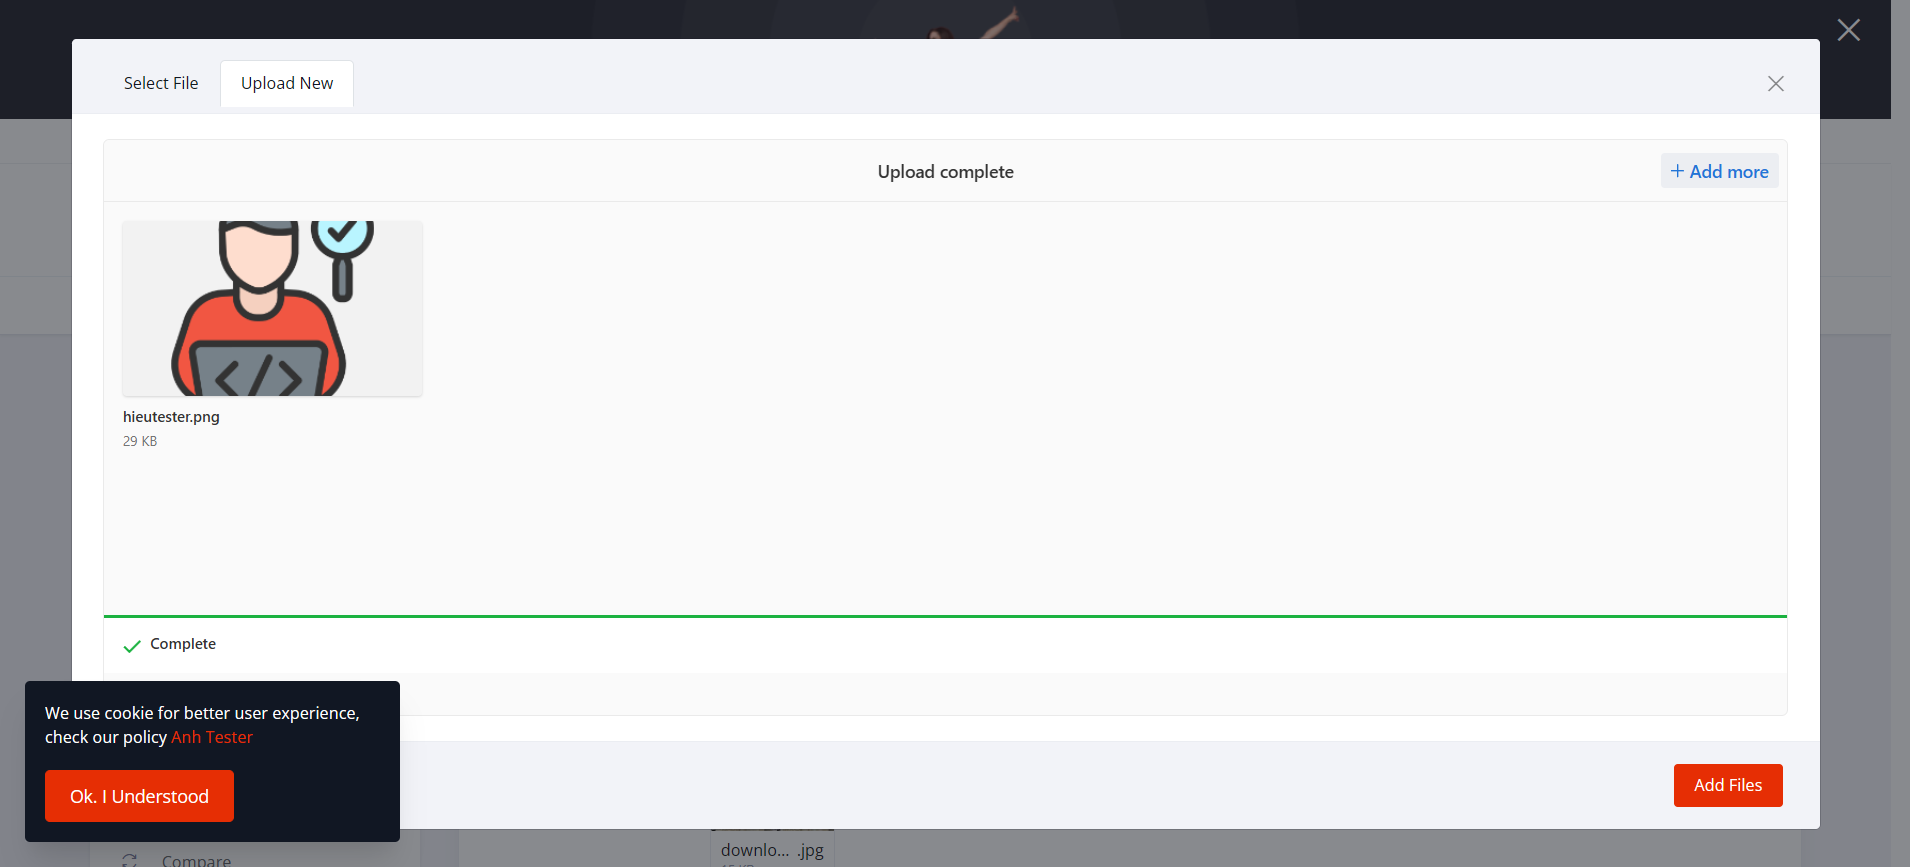 Select File
Upload New
Upload complete
+ Add more
</>
hieutester.png
29 KB
Complete
We use cookie for better user experience,
check our policy Anh Tester
Ok. I Understood
Add Files
downlo... .jpg
Compare